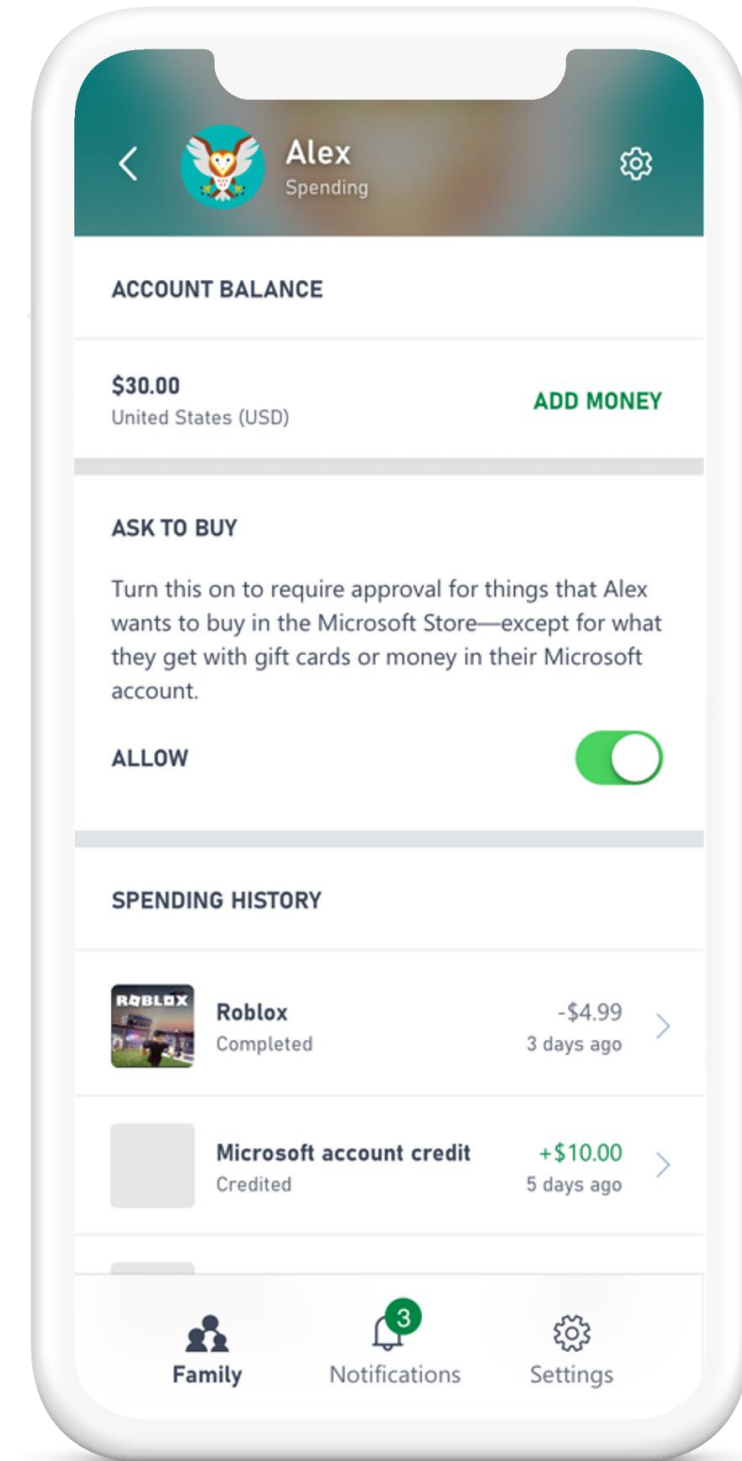 Alex
Spending
ACCOUNT BALANCE
$30.00
United States (USD)
ADD MONEY
ASK TO BUY
Turn this on to require approval for things that Alex
wants to buy in the Microsoft Store—except for what
they get with gift cards or money in their Microsoft
account.
ALLOW
SPENDING HISTORY
ROBLOX
Roblox
Completed
-$4.99
3 days ago
Microsoft account credit
Credited
+$10.00
5 days ago
3
Family
Notifications
Settings